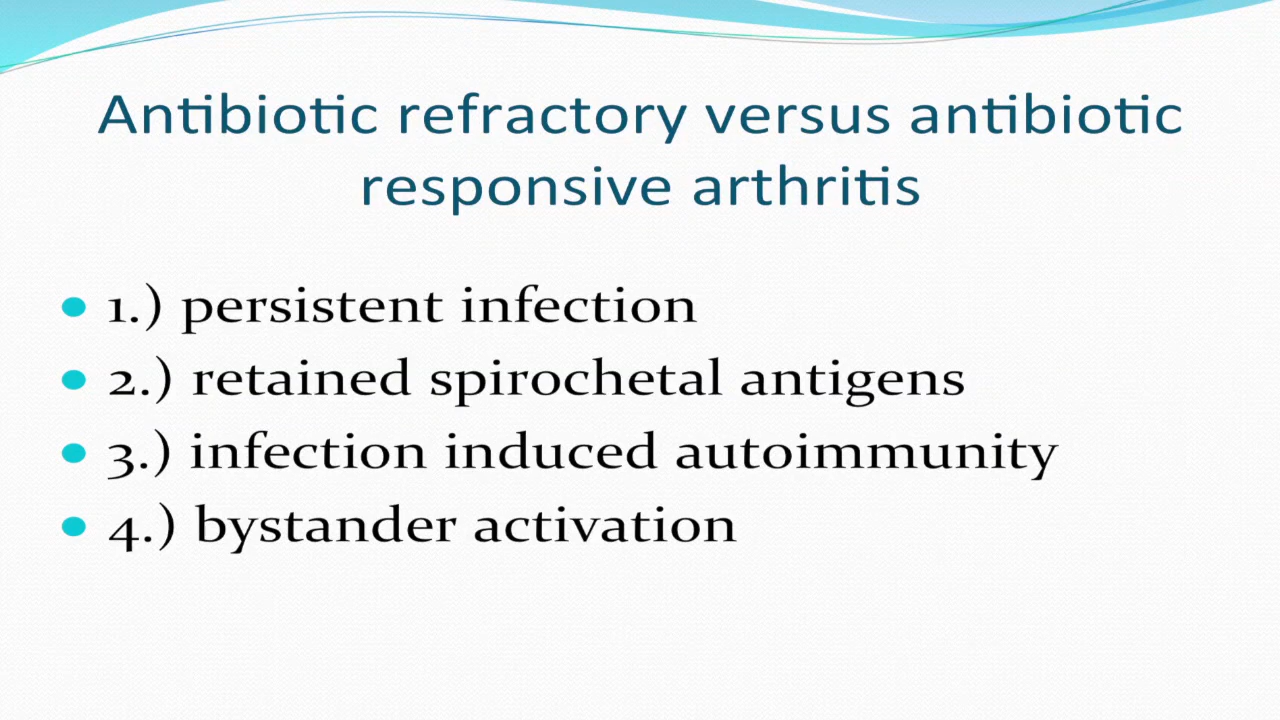 Antibiotic refractory versus antibiotic
responsive arthritis
• 1.) persistent infection
• 2.) retained spirochetal antigens
• 3.) infection induced autoimmunity
• 4.) bystander activation